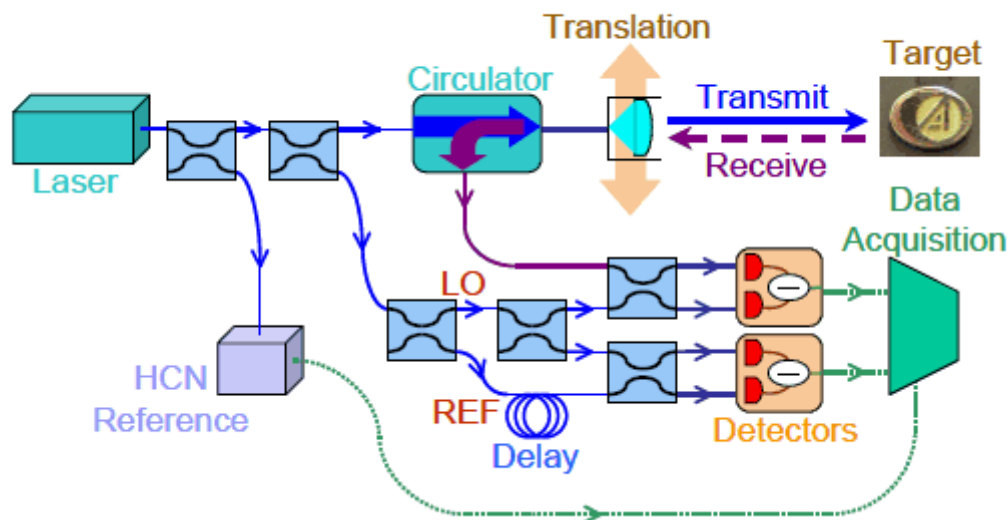 Translation
Target
Circulator
Transmit
Laser
Receive
Data
Acquisition
LO
HCN
Reference
REF
Delay
Detectors
A